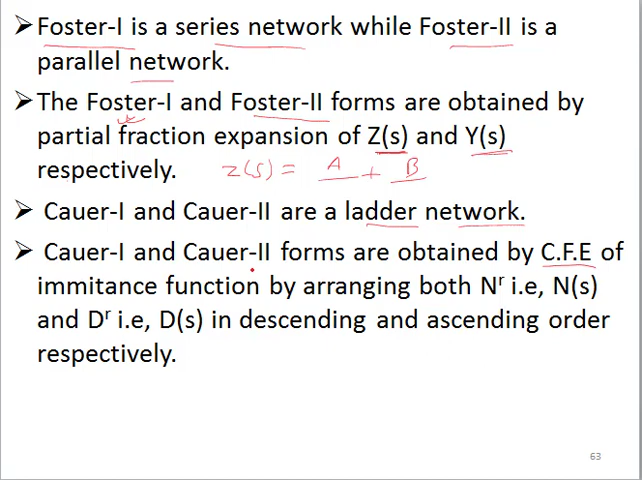 ➢ Foster-I is a series network while Foster-II is a
parallel network.
➢ The Foster-I and Foster-II forms are obtained by
partial fraction expansion of Z(s) and Y(s)
respectively. Z(s) = A + B
➢ Cauer-I and Cauer-II are a ladder network.
➢ Cauer-I and Cauer-II forms are obtained by C.F.E of
immitance function by arranging both Nʳ i.e, N(s)
and Dʳ i.e, D(s) in descending and ascending order
respectively.
63